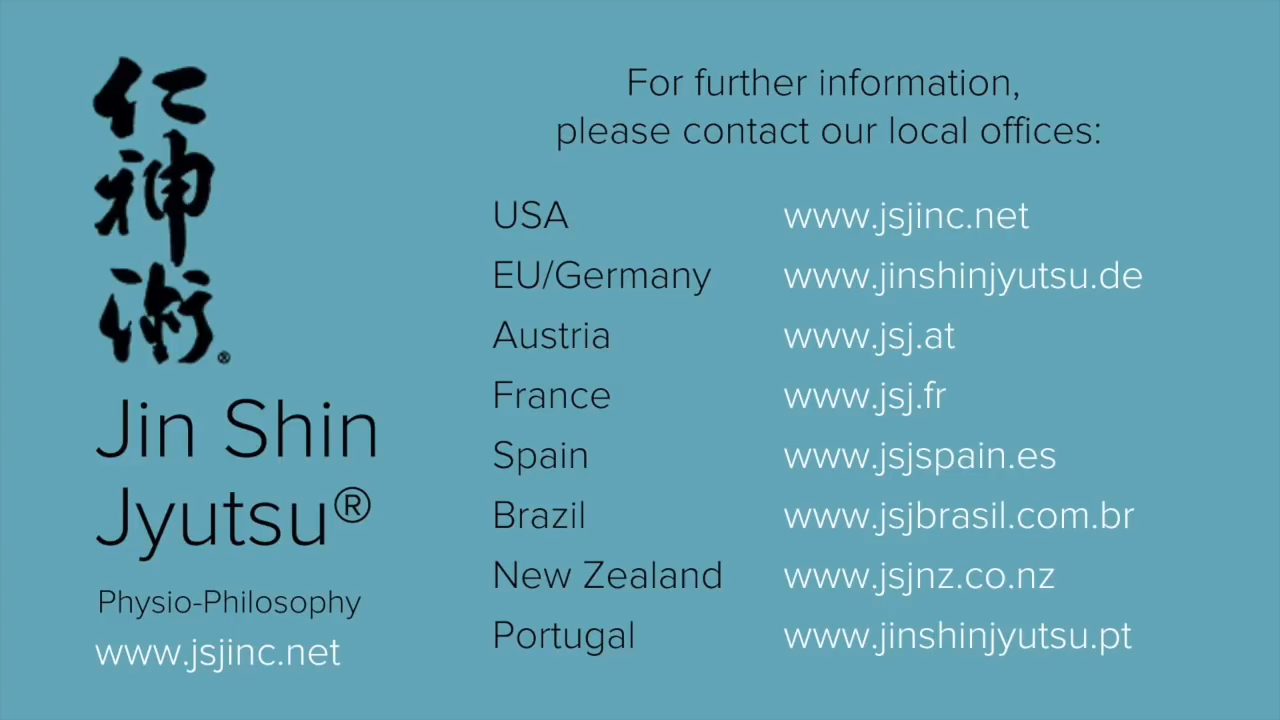 仁
神
術®
Jin Shin
Jyutsu®
Physio-Philosophy
www.jsjinc.net
For further information,
please contact our local offices:
USA www.jsjinc.net
EU/Germany www.jinshinjyutsu.de
Austria www.jsj.at
France www.jsj.fr
Spain www.jsjspain.es
Brazil www.jsjbrasil.com.br
New Zealand www.jsjnz.co.nz
Portugal www.jinshinjyutsu.pt